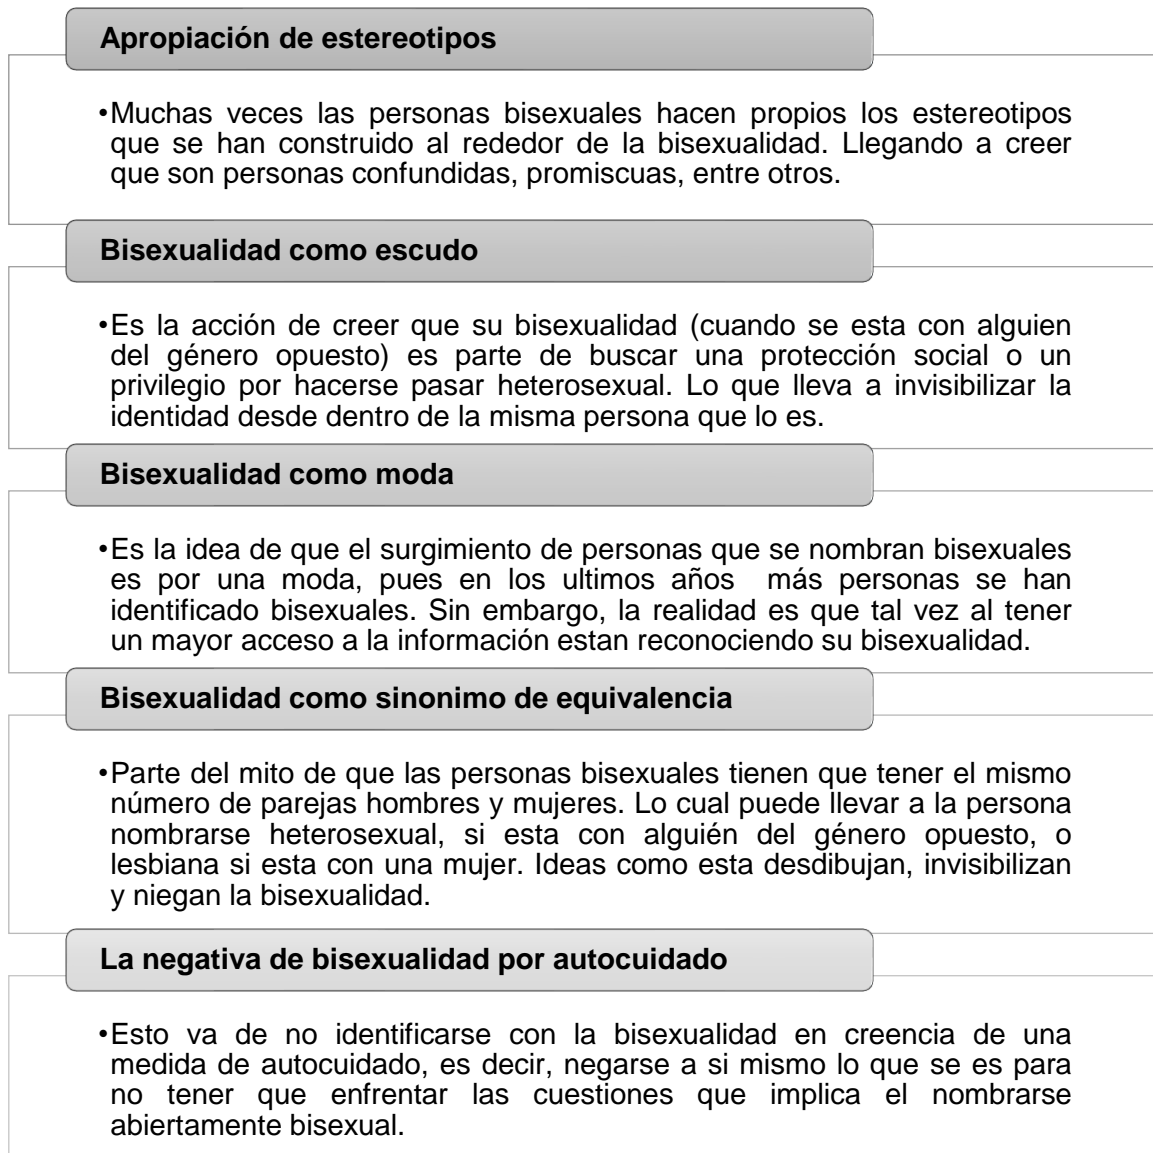 Apropiación de estereotipos
•Muchas veces las personas bisexuales hacen propios los estereotipos
que se han construido al rededor de la bisexualidad. Llegando a creer
que son personas confundidas, promiscuas, entre otros.
Bisexualidad como escudo
•Es la acción de creer que su bisexualidad (cuando se esta con alguien
del género opuesto) es parte de buscar una protección social o un
privilegio por hacerse pasar heterosexual. Lo que lleva a invisibilizar la
identidad desde dentro de la misma persona que lo es.
Bisexualidad como moda
•Es la idea de que el surgimiento de personas que se nombran bisexuales
es por una moda, pues en los ultimos años más personas se han
identificado bisexuales. Sin embargo, la realidad es que tal vez al tener
un mayor acceso a la información estan reconociendo su bisexualidad.
Bisexualidad como sinonimo de equivalencia
•Parte del mito de que las personas bisexuales tienen que tener el mismo
número de parejas hombres y mujeres. Lo cual puede llevar a la persona
nombrarse heterosexual, si esta con alguién del género opuesto, o
lesbiana si esta con una mujer. Ideas como esta desdibujan, invisibilizan
y niegan la bisexualidad.
La negativa de bisexualidad por autocuidado
•Esto va de no identificarse con la bisexualidad en creencia de una
medida de autocuidado, es decir, negarse a si mismo lo que se es para
no tener que enfrentar las cuestiones que implica el nombrarse
abiertamente bisexual.